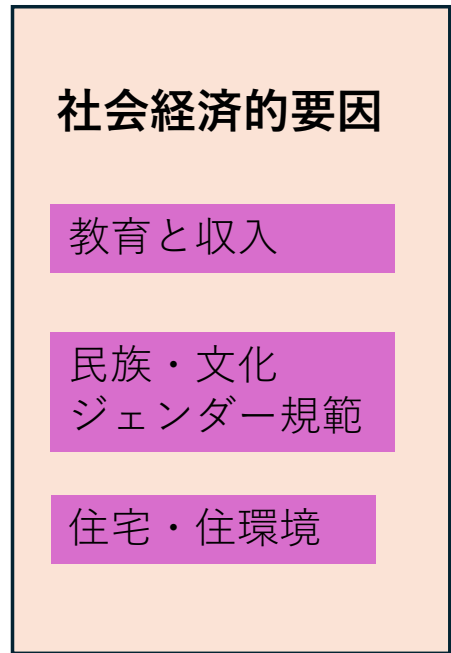 社会経済的要因
教育と収入
民族・文化
ジェンダー規範
住宅・住環境